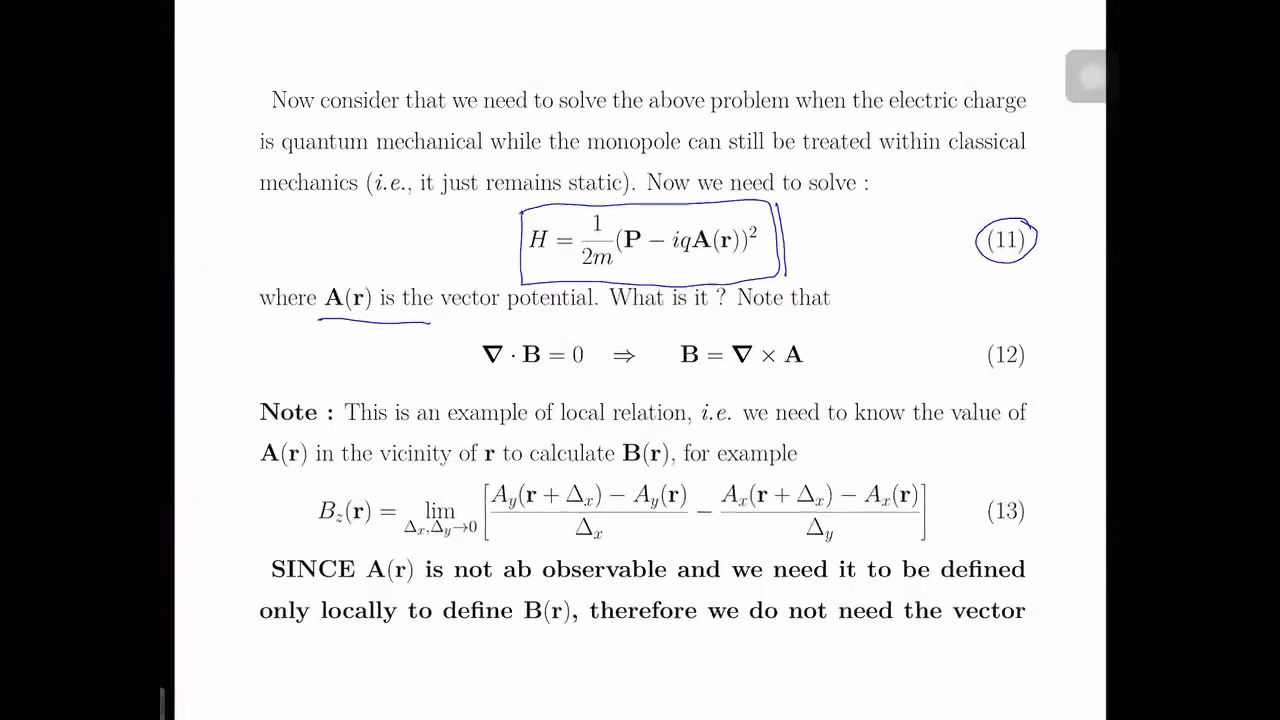 Now consider that we need to solve the above problem when the electric charge
is quantum mechanical while the monopole can still be treated within classical
mechanics (i.e., it just remains static). Now we need to solve :
H = \frac{1}{2m}(P − iqA(r))² (11)
where A(r) is the vector potential. What is it ? Note that
∇ · B = 0 ⇒ B = ∇ × A (12)
Note : This is an example of local relation, i.e. we need to know the value of
A(r) in the vicinity of r to calculate B(r), for example
B_z(r) = \lim_{Δ_x,Δ_y→0} [\frac{A_y(r + Δ_x) − A_y(r)}{Δ_x} − \frac{A_x(r + Δ_x) − A_x(r)}{Δ_y}] (13)
SINCE A(r) is not ab observable and we need it to be defined
only locally to define B(r), therefore we do not need the vector